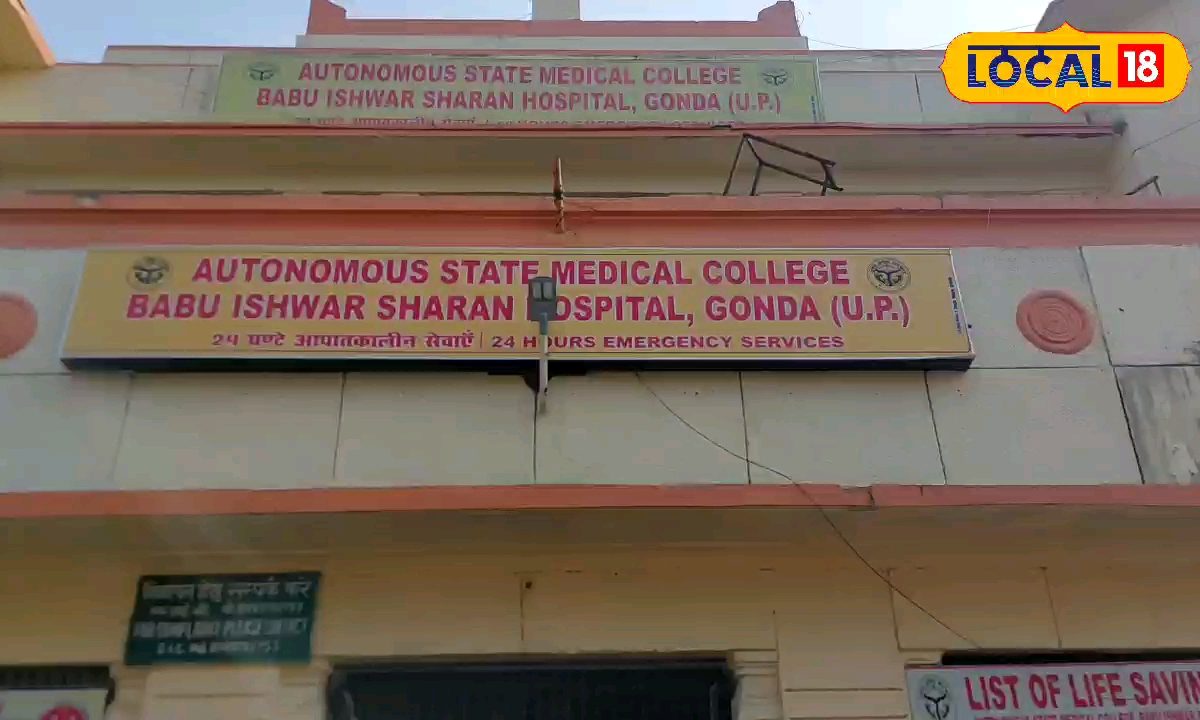 LOCAL 18
AUTONOMOUS STATE MEDICAL COLLEGE
BABU ISHWAR SHARAN HOSPITAL, GONDA (U.P.)
AUTONOMOUS STATE MEDICAL COLLEGE
BABU ISHWAR SHARAN HOSPITAL, GONDA (U.P.)
24 घण्टे आपातकालीन सेवाएँ | 24 HOURS EMERGENCY SERVICES
LIST OF LIFE SAVIN